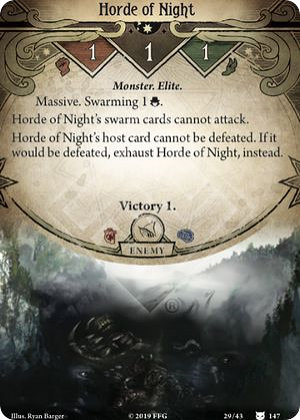 Horde of Night
1 1 1
Monster. Elite.
Massive. Swarming 1
Horde of Night's swarm cards cannot attack.
Horde of Night's host card cannot be defeated. If it
would be defeated, exhaust Horde of Night, instead.
Victory 1.
ENEMY
Illus. Ryan Barger © 2019 FFG 29/43 147